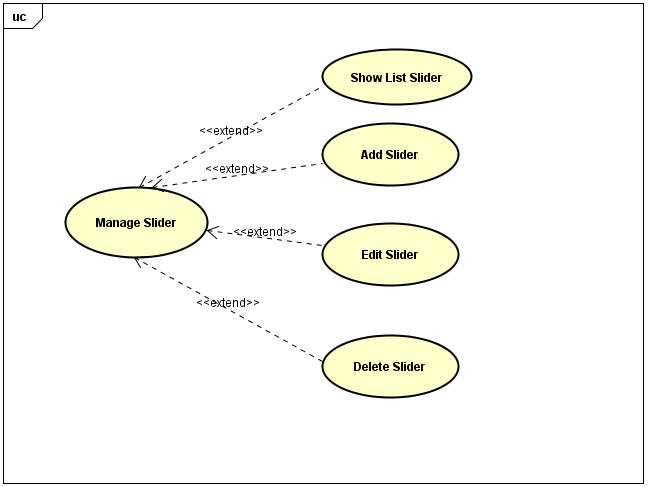 uc
Show List Slider
<<extend>>
Add Slider
<<extend>>
Manage Slider
<<extend>>
Edit Slider
<<extend>>
Delete Slider